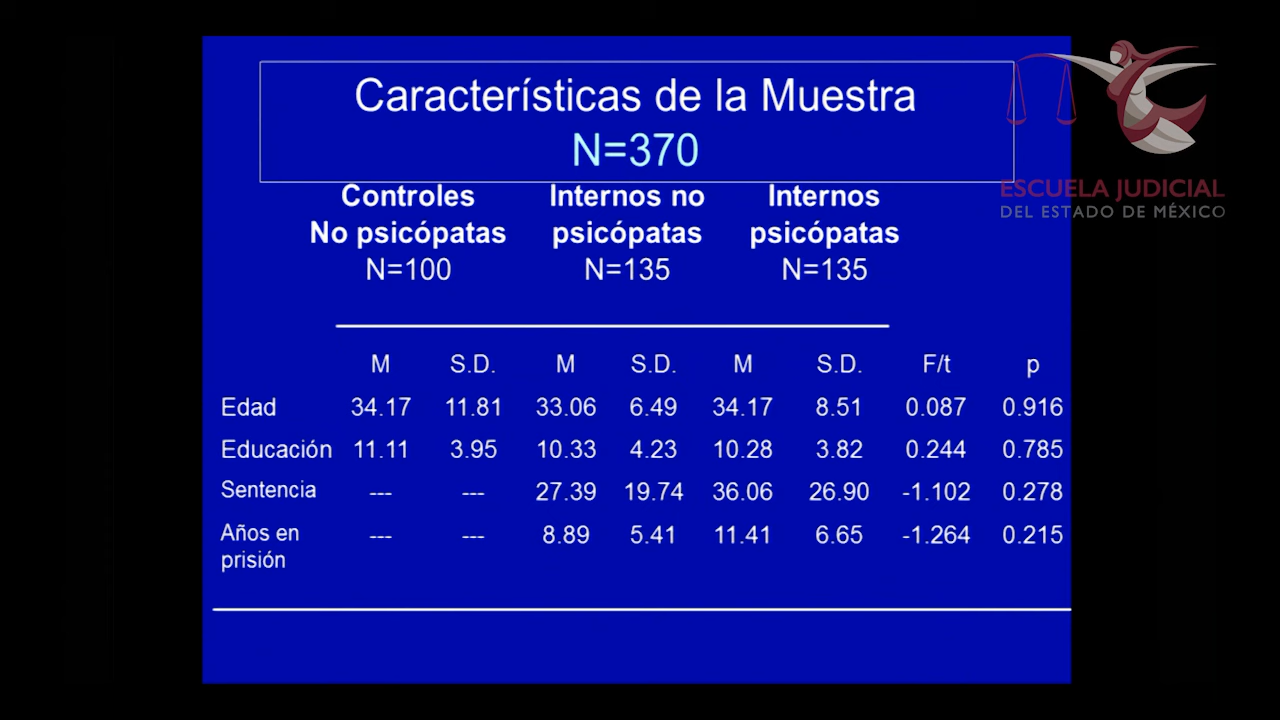 Características de la Muestra
N=370
ESCUELA JUDICIAL
DEL ESTADO DE MÉXICO
Controles Internos no Internos
No psicópatas psicópatas psicópatas
N=100 N=135 N=135
M S.D. M S.D. M S.D. F/t p
Edad 34.17 11.81 33.06 6.49 34.17 8.51 0.087 0.916
Educación 11.11 3.95 10.33 4.23 10.28 3.82 0.244 0.785
Sentencia --- --- 27.39 19.74 36.06 26.90 -1.102 0.278
Años en --- --- 8.89 5.41 11.41 6.65 -1.264 0.215
prisión